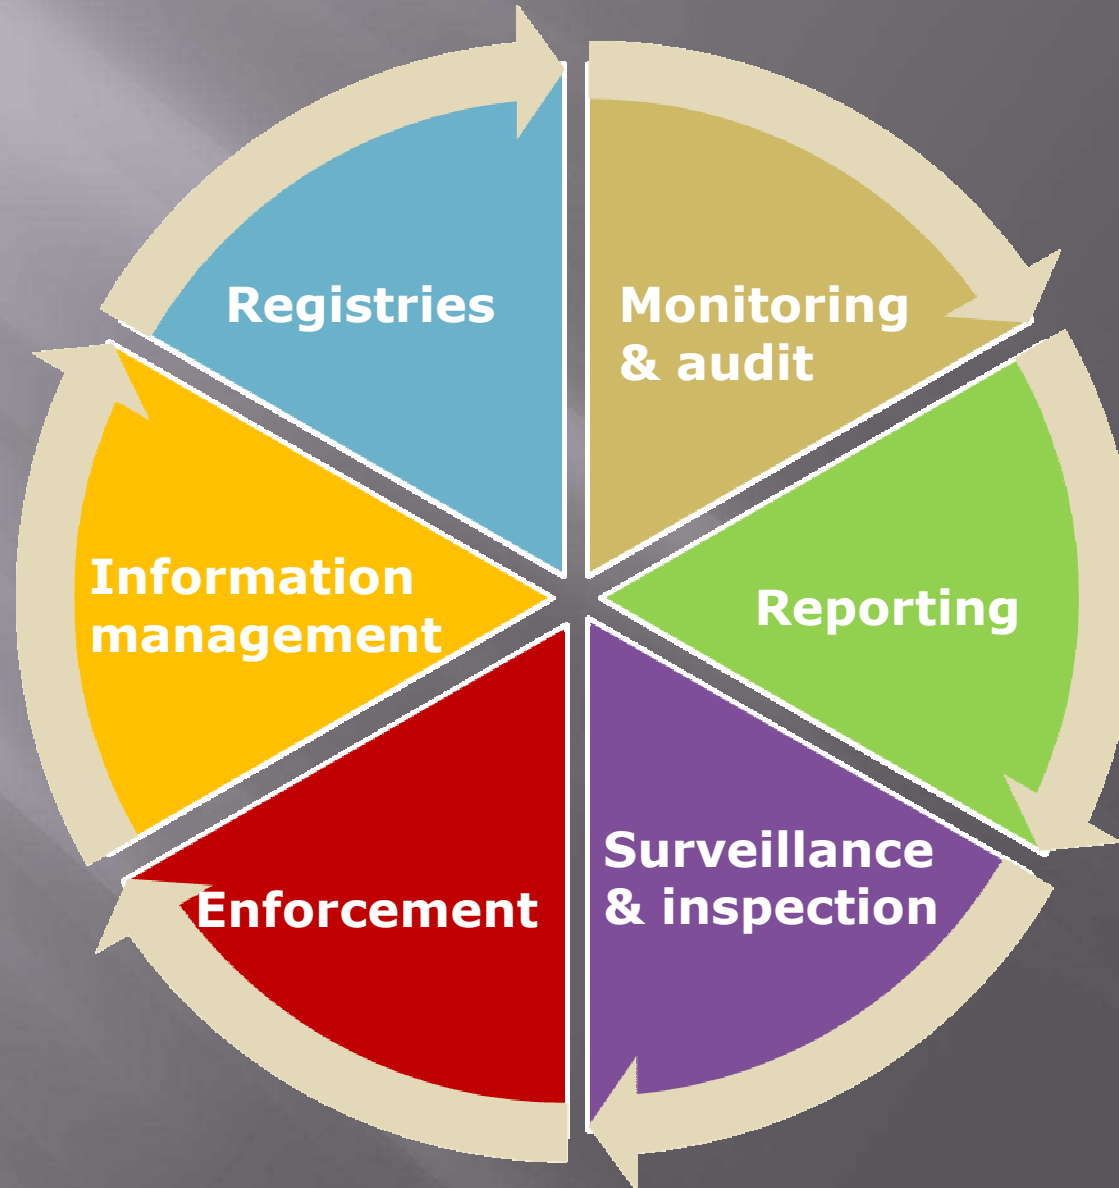 Registries
Monitoring
& audit
Information
management
Reporting
Enforcement
Surveillance
& inspection